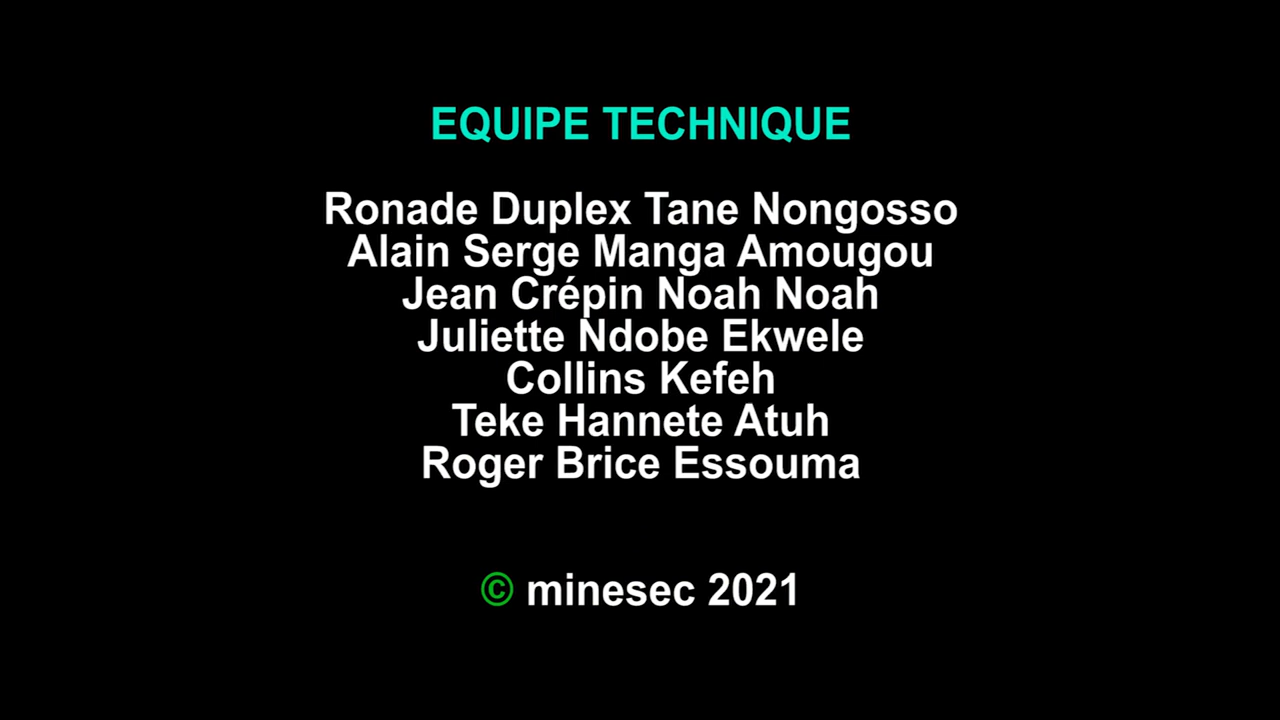 EQUIPE TECHNIQUE
Ronade Duplex Tane Nongosso
Alain Serge Manga Amougou
Jean Crépin Noah Noah
Juliette Ndobe Ekwele
Collins Kefeh
Teke Hannete Atuh
Roger Brice Essouma
© minesec 2021